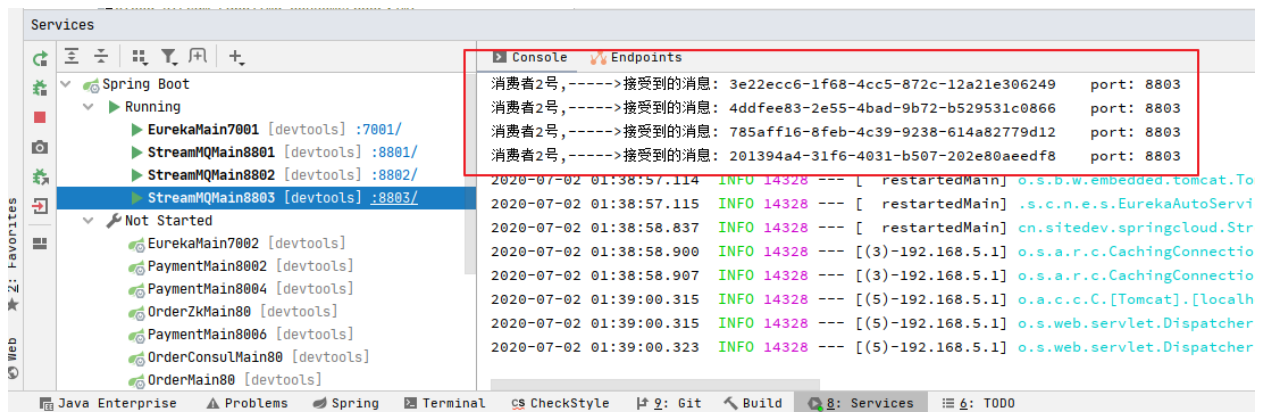 Services
Spring Boot
Running
EurekaMain7001 [devtools] :7001/
StreamMQMain8801 [devtools] :8801/
StreamMQMain8802 [devtools] :8802/
StreamMQMain8803 [devtools] :8803/
Not Started
EurekaMain7002 [devtools]
PaymentMain8002 [devtools]
PaymentMain8004 [devtools]
OrderZkMain80 [devtools]
PaymentMain8006 [devtools]
OrderConsulMain80 [devtools]
OrderMain80 [devtools]
Console Endpoints
消费者2号,----->接受到的消息: 3e22ecc6-1f68-4cc5-872c-12a21e306249 port: 8803
消费者2号,----->接受到的消息: 4ddfee83-2e55-4bad-9b72-b529531c0866 port: 8803
消费者2号,----->接受到的消息: 785aff16-8feb-4c39-9238-614a82779d12 port: 8803
消费者2号,----->接受到的消息: 201394a4-31f6-4031-b507-202e80aeedf8 port: 8803
2020-07-02 01:38:57.114 INFO 14328 --- [ restartedMain] o.s.b.w.embedded.tomcat.To
2020-07-02 01:38:57.115 INFO 14328 --- [ restartedMain] .s.c.n.e.s.EurekaAutoServi
2020-07-02 01:38:58.837 INFO 14328 --- [ restartedMain] cn.sitedev.springcloud.Str
2020-07-02 01:38:58.900 INFO 14328 --- [(3)-192.168.5.1] o.s.a.r.c.CachingConnectio
2020-07-02 01:38:58.907 INFO 14328 --- [(3)-192.168.5.1] o.s.a.r.c.CachingConnectio
2020-07-02 01:39:00.315 INFO 14328 --- [(5)-192.168.5.1] o.a.c.c.C.[Tomcat].[localh
2020-07-02 01:39:00.315 INFO 14328 --- [(5)-192.168.5.1] o.s.web.servlet.Dispatcher
2020-07-02 01:39:00.323 INFO 14328 --- [(5)-192.168.5.1] o.s.web.servlet.Dispatcher
2: Favorites
Web
Java Enterprise Problems Spring Terminal CS CheckStyle 9: Git Build 8: Services 6: TODO